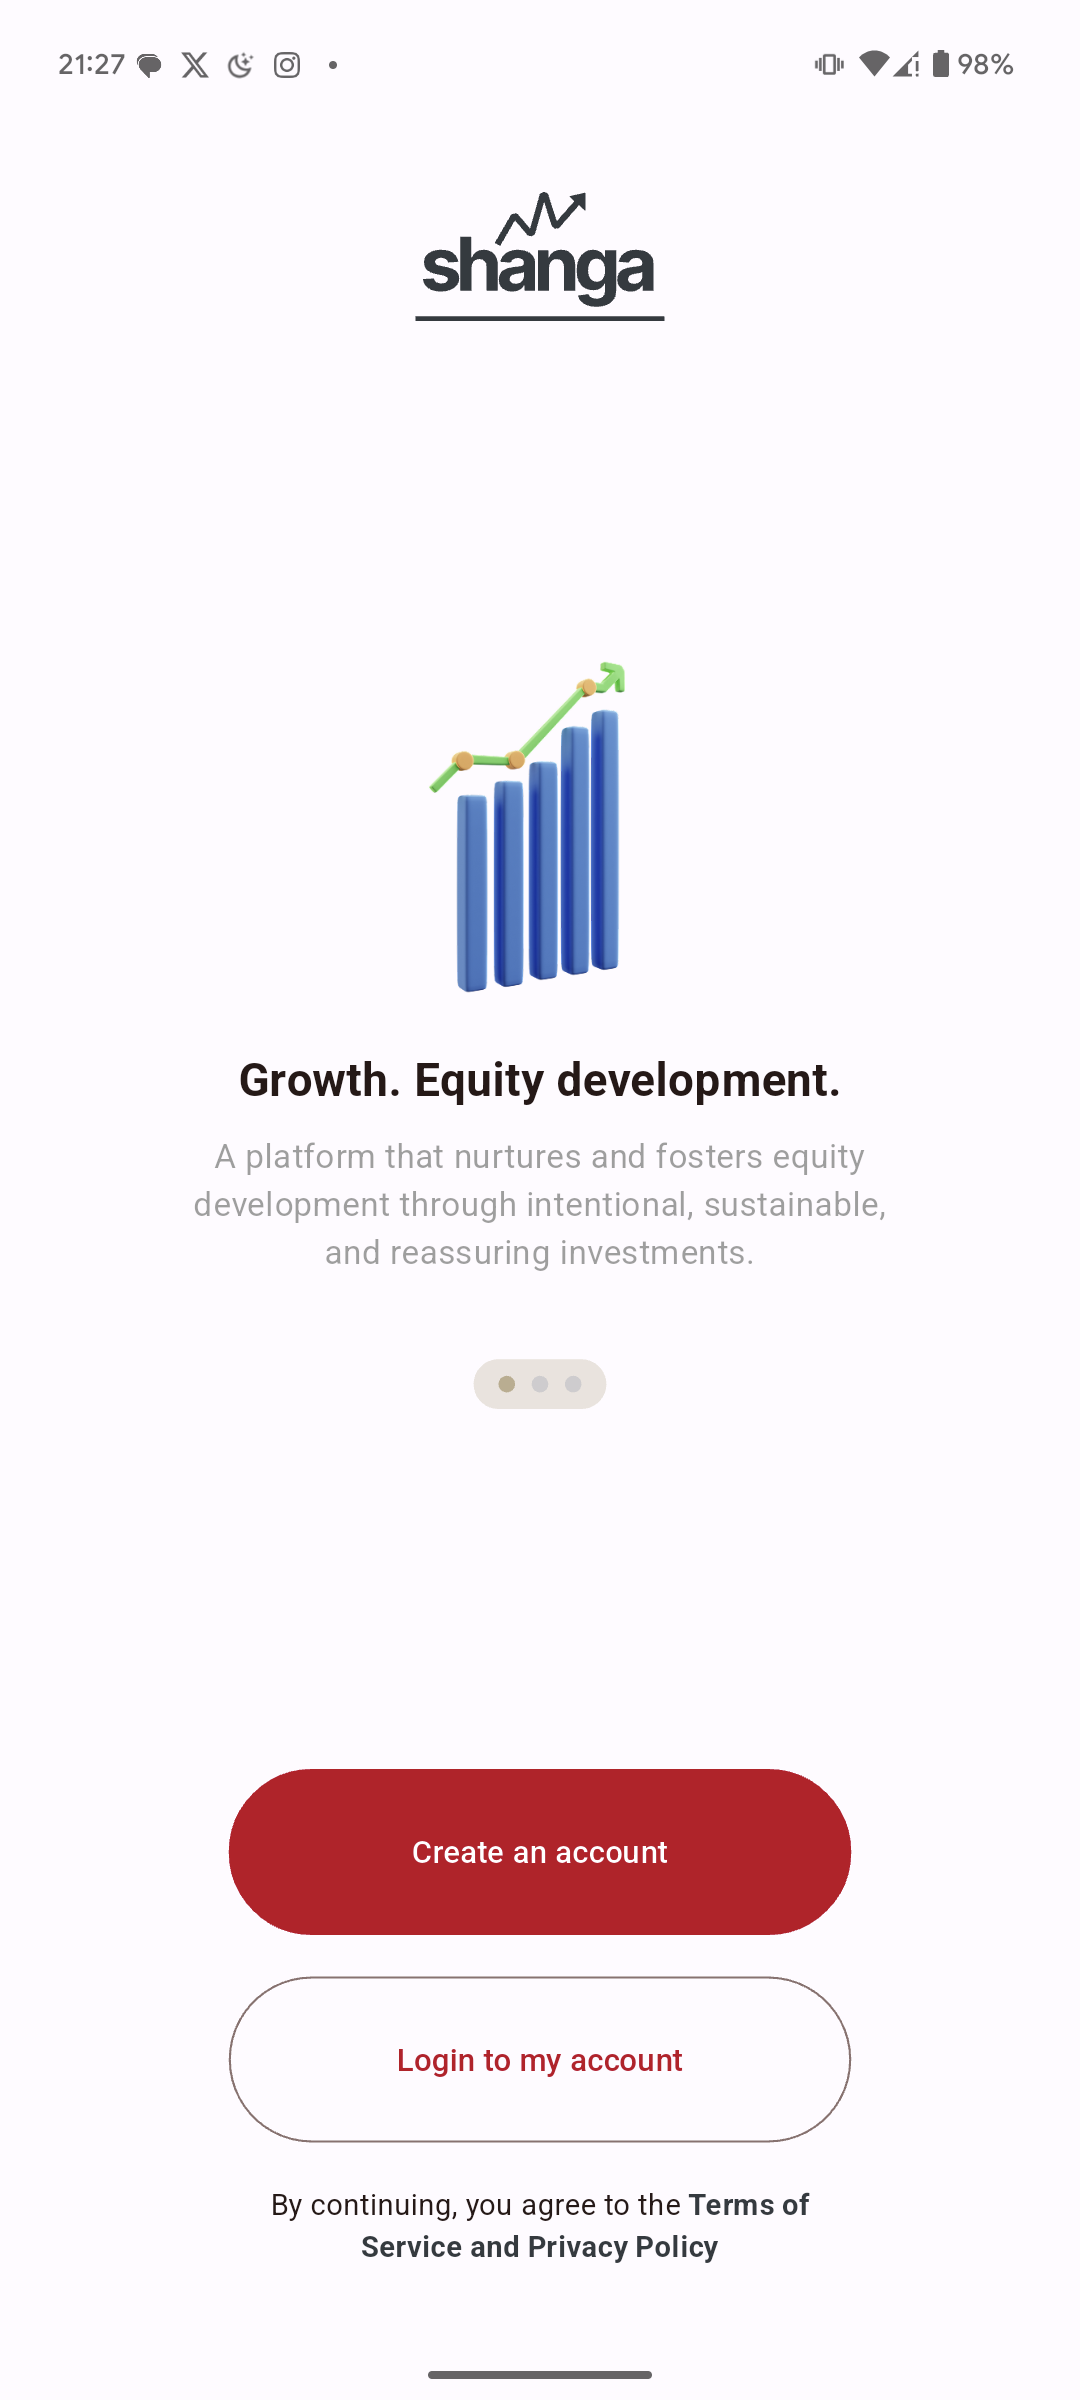 21:27
98%
shanga
Growth. Equity development.
A platform that nurtures and fosters equity
development through intentional, sustainable,
and reassuring investments.
Create an account
Login to my account
By continuing, you agree to the Terms of
Service and Privacy Policy